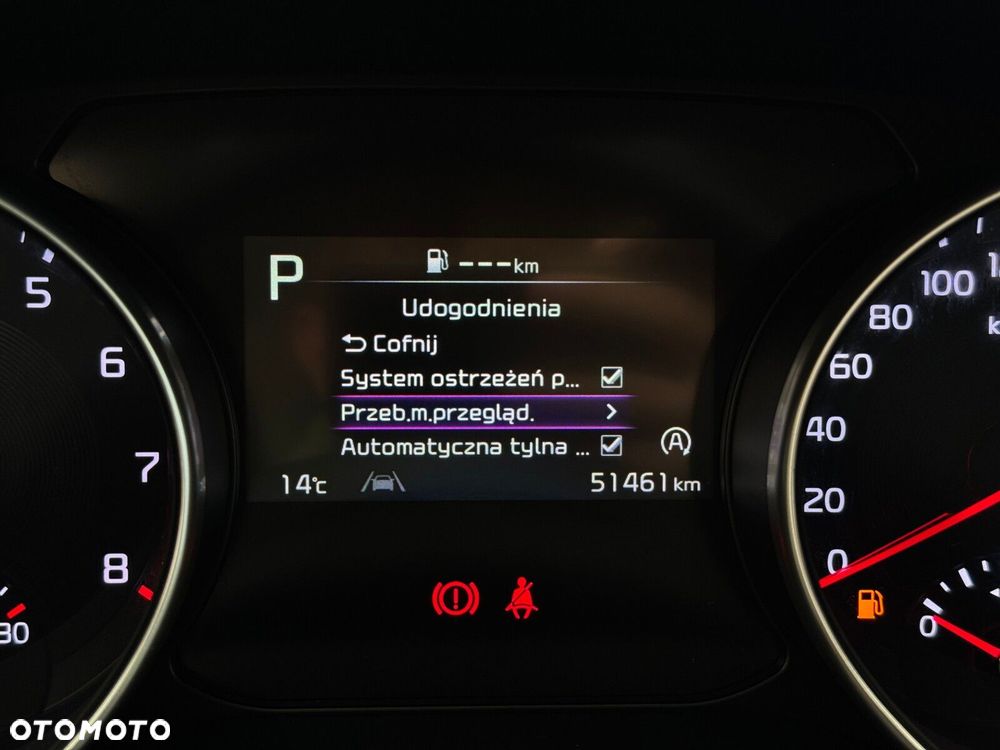 P
--- km
Udogodnienia
Cofnij
System ostrzeżeń p...
Przeb.m.przegląd.
Automatyczna tylna ...
A
14°c
51461 km
5
6
7
8
100
80
60
40
20
0
0
OTOMOTO